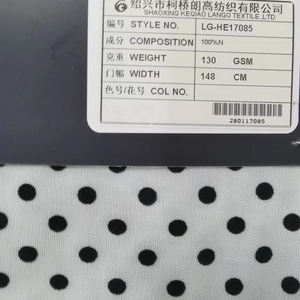 绍兴市柯桥朗高纺织有限公司
SHAOXING KEQIAO LANGO TEXTILE.,LTD
编号 STYLE NO. LG-HE17085
成分 COMPOSITION 100%N
克重 WEIGHT 130 GSM
门幅 WIDTH 148 CM
色号/花号 COL NO.
280117085